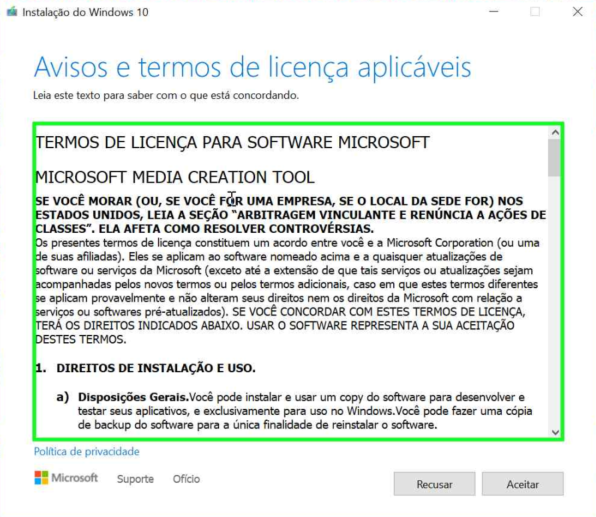 Instalação do Windows 10
Avisos e termos de licença aplicáveis
Leia este texto para saber com o que está concordando.
TERMOS DE LICENÇA PARA SOFTWARE MICROSOFT
MICROSOFT MEDIA CREATION TOOL
SE VOCÊ MORAR (OU, SE VOCÊ FOR UMA EMPRESA, SE O LOCAL DA SEDE FOR) NOS
ESTADOS UNIDOS, LEIA A SEÇÃO “ARBITRAGEM VINCULANTE E RENÚNCIA A AÇÕES DE
CLASSES”. ELA AFETA COMO RESOLVER CONTROVÉRSIAS.
Os presentes termos de licença constituem um acordo entre você e a Microsoft Corporation (ou uma
de suas afiliadas). Eles se aplicam ao software nomeado acima e a quaisquer atualizações de
software ou serviços da Microsoft (exceto até a extensão de que tais serviços ou atualizações sejam
acompanhadas pelos novos termos ou pelos termos adicionais, caso em que estes termos diferentes
se aplicam provavelmente e não alteram seus direitos nem os direitos da Microsoft com relação a
serviços ou softwares pré-atualizados). SE VOCÊ CONCORDAR COM ESTES TERMOS DE LICENÇA,
TERÁ OS DIREITOS INDICADOS ABAIXO. USAR O SOFTWARE REPRESENTA A SUA ACEITAÇÃO
DESTES TERMOS.
1. DIREITOS DE INSTALAÇÃO E USO.
a) Disposições Gerais.Você pode instalar e usar um copy do software para desenvolver e
testar seus aplicativos, e exclusivamente para uso no Windows.Você pode fazer uma cópia
de backup do software para a única finalidade de reinstalar o software.
Política de privacidade
Microsoft Suporte Ofício
Recusar Aceitar